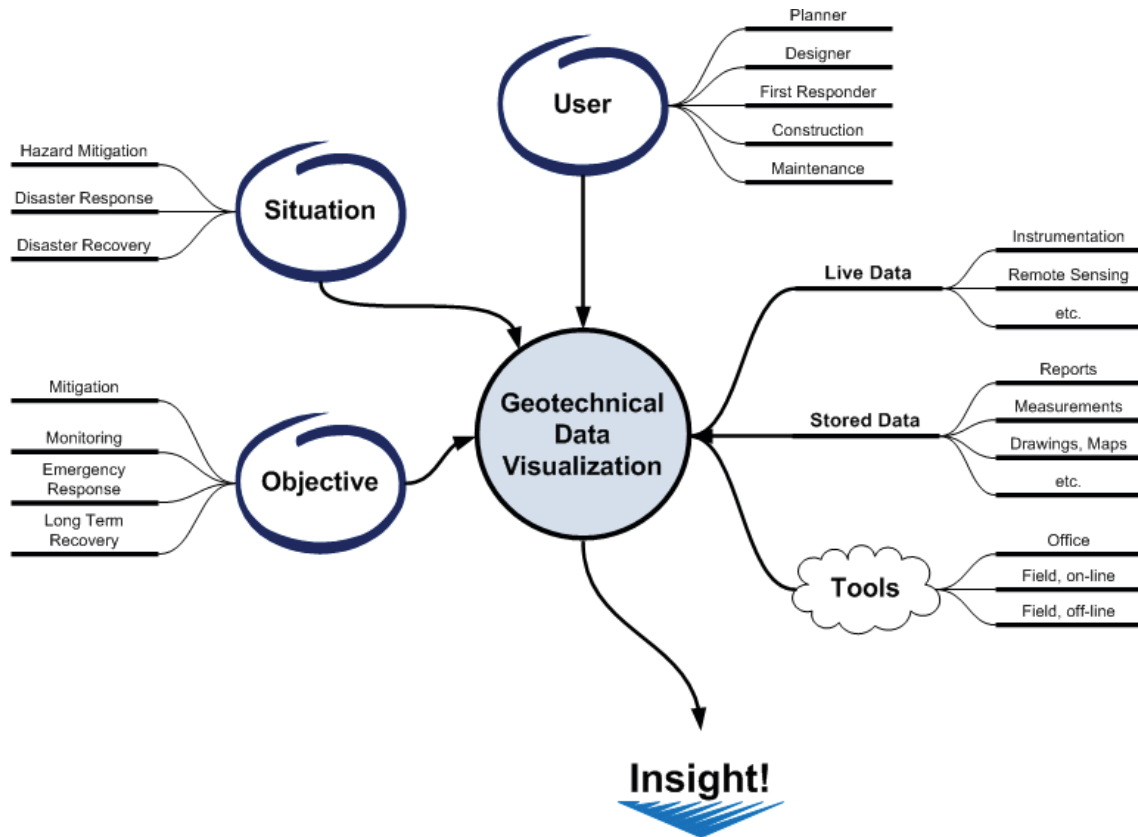 User
Planner
Designer
First Responder
Construction
Maintenance
Situation
Hazard Mitigation
Disaster Response
Disaster Recovery
Objective
Mitigation
Monitoring
Emergency
Response
Long Term
Recovery
Geotechnical
Data
Visualization
Live Data
Instrumentation
Remote Sensing
etc.
Stored Data
Reports
Measurements
Drawings, Maps
etc.
Tools
Office
Field, on-line
Field, off-line
Insight!